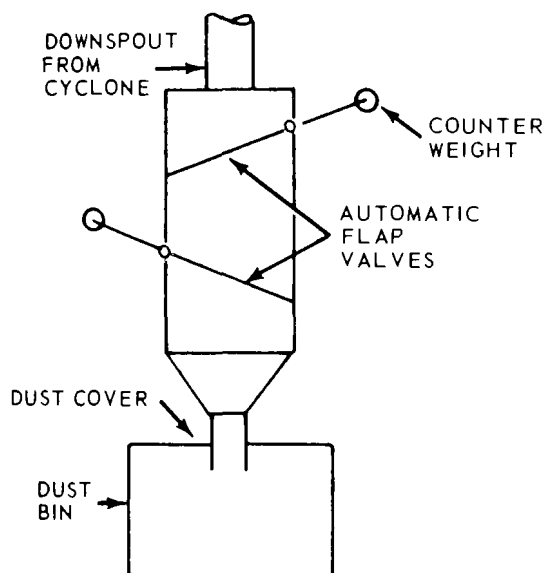 DOWNSPOUT
FROM
CYCLONE
COUNTER
WEIGHT
AUTOMATIC
FLAP
VALVES
DUST COVER
DUST
BIN